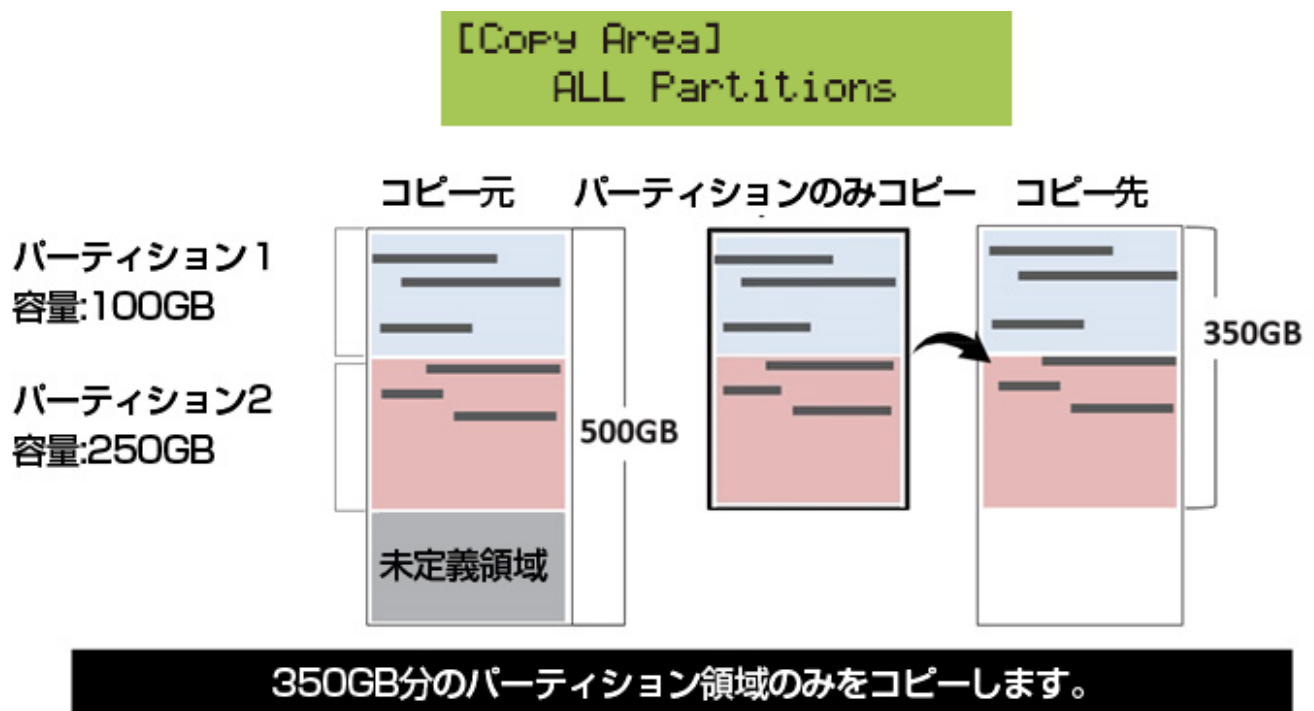 [Copy Area]
ALL Partitions
コピー元
パーティションのみコピー
コピー先
パーティション1
容量:100GB
パーティション2
容量:250GB
500GB
350GB
未定義領域
350GB分のパーティション領域のみをコピーします。